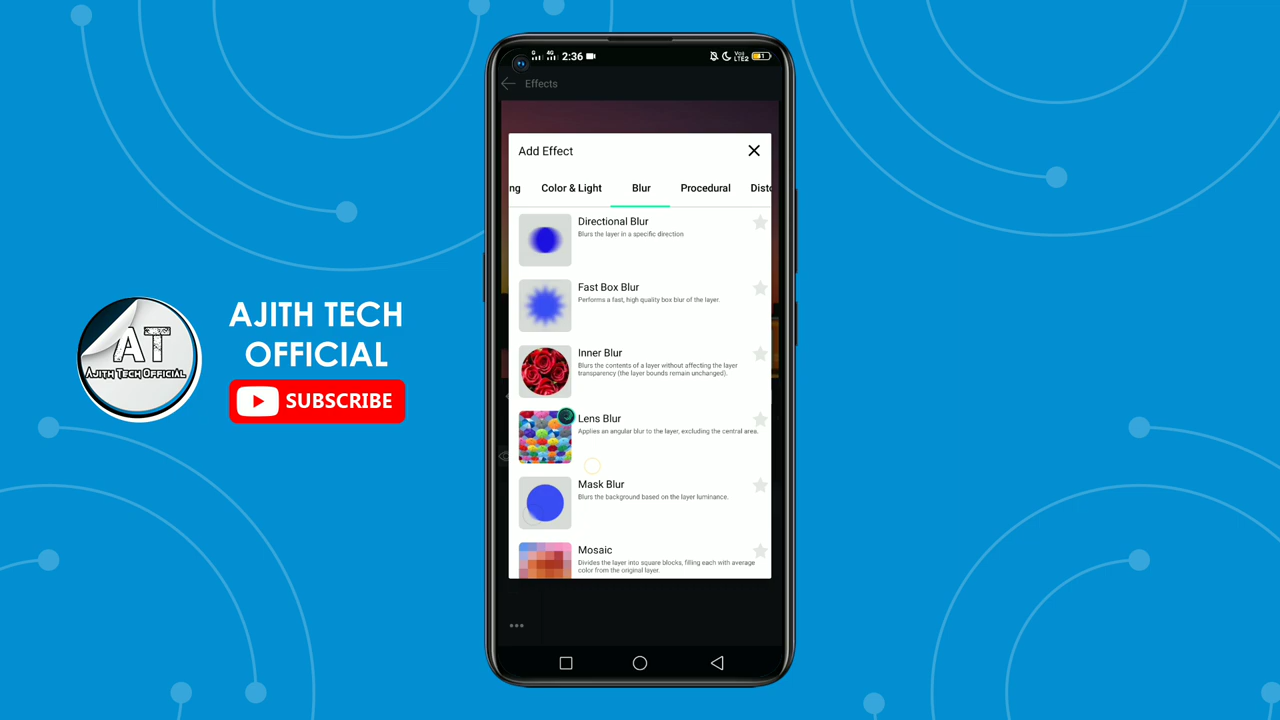 2:36
Effects
Add Effect
ng Color & Light Blur Procedural Disto
Directional Blur
Blurs the layer in a specific direction
Fast Box Blur
Performs a fast, high quality box blur of the layer.
Inner Blur
Blurs the contents of a layer without affecting the layer
transparency (the layer bounds remain unchanged).
Lens Blur
Applies an angular blur to the layer, excluding the central area.
Mask Blur
Blurs the background based on the layer luminance.
Mosaic
Divides the layer into square blocks, filling each with average
color from the original layer.
AT
AJITH TECH OFFICIAL
AJITH TECH
OFFICIAL
SUBSCRIBE